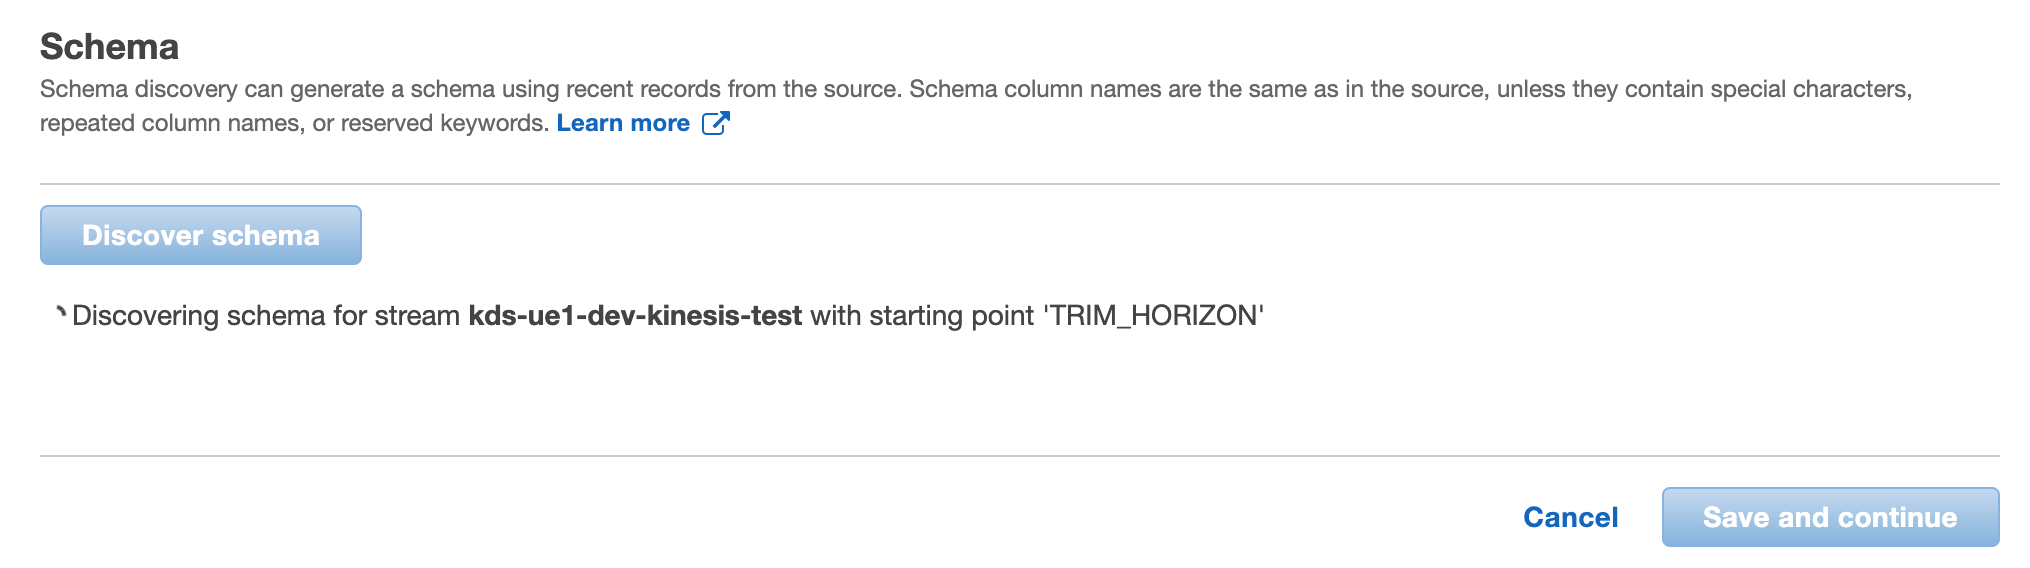 Schema
Schema discovery can generate a schema using recent records from the source. Schema column names are the same as in the source, unless they contain special characters,
repeated column names, or reserved keywords. Learn more
Discover schema
Discovering schema for stream kds-ue1-dev-kinesis-test with starting point 'TRIM_HORIZON'
Cancel
Save and continue